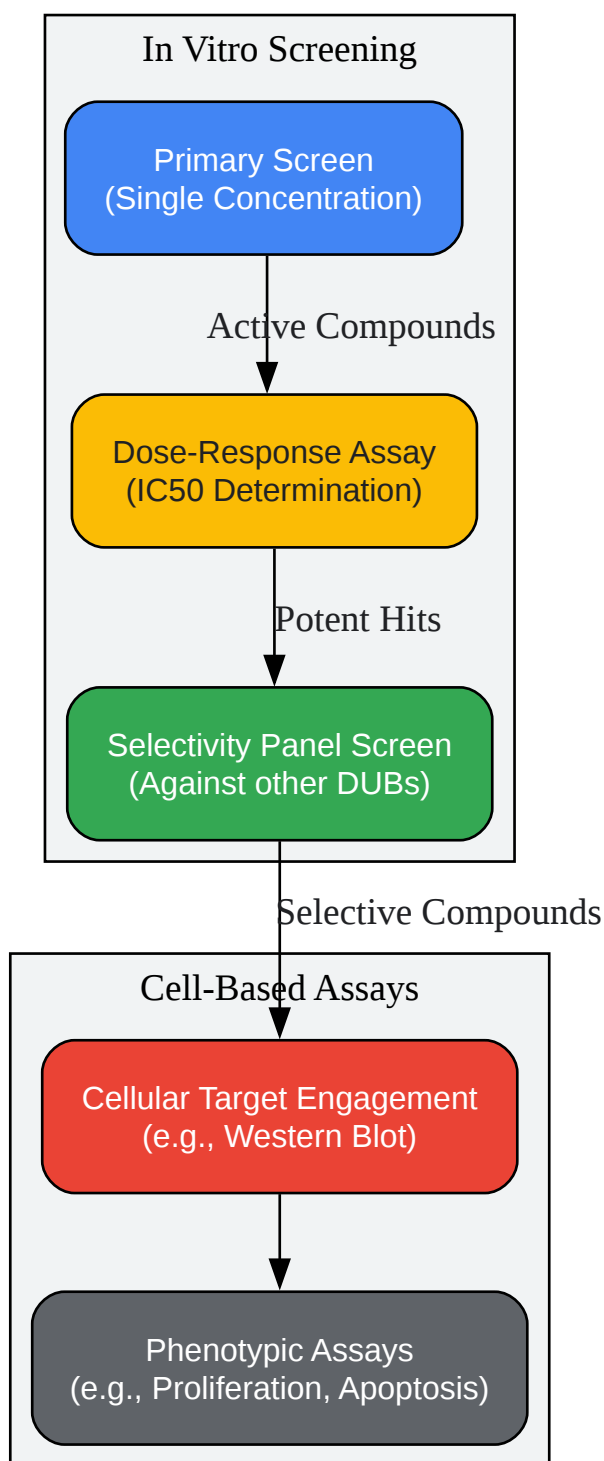 In Vitro Screening
Primary Screen
(Single Concentration)
Active Compounds
Dose-Response Assay
(IC50 Determination)
Potent Hits
Selectivity Panel Screen
(Against other DUBs)
Selective Compounds
Cell-Based Assays
Cellular Target Engagement
(e.g., Western Blot)
Phenotypic Assays
(e.g., Proliferation, Apoptosis)